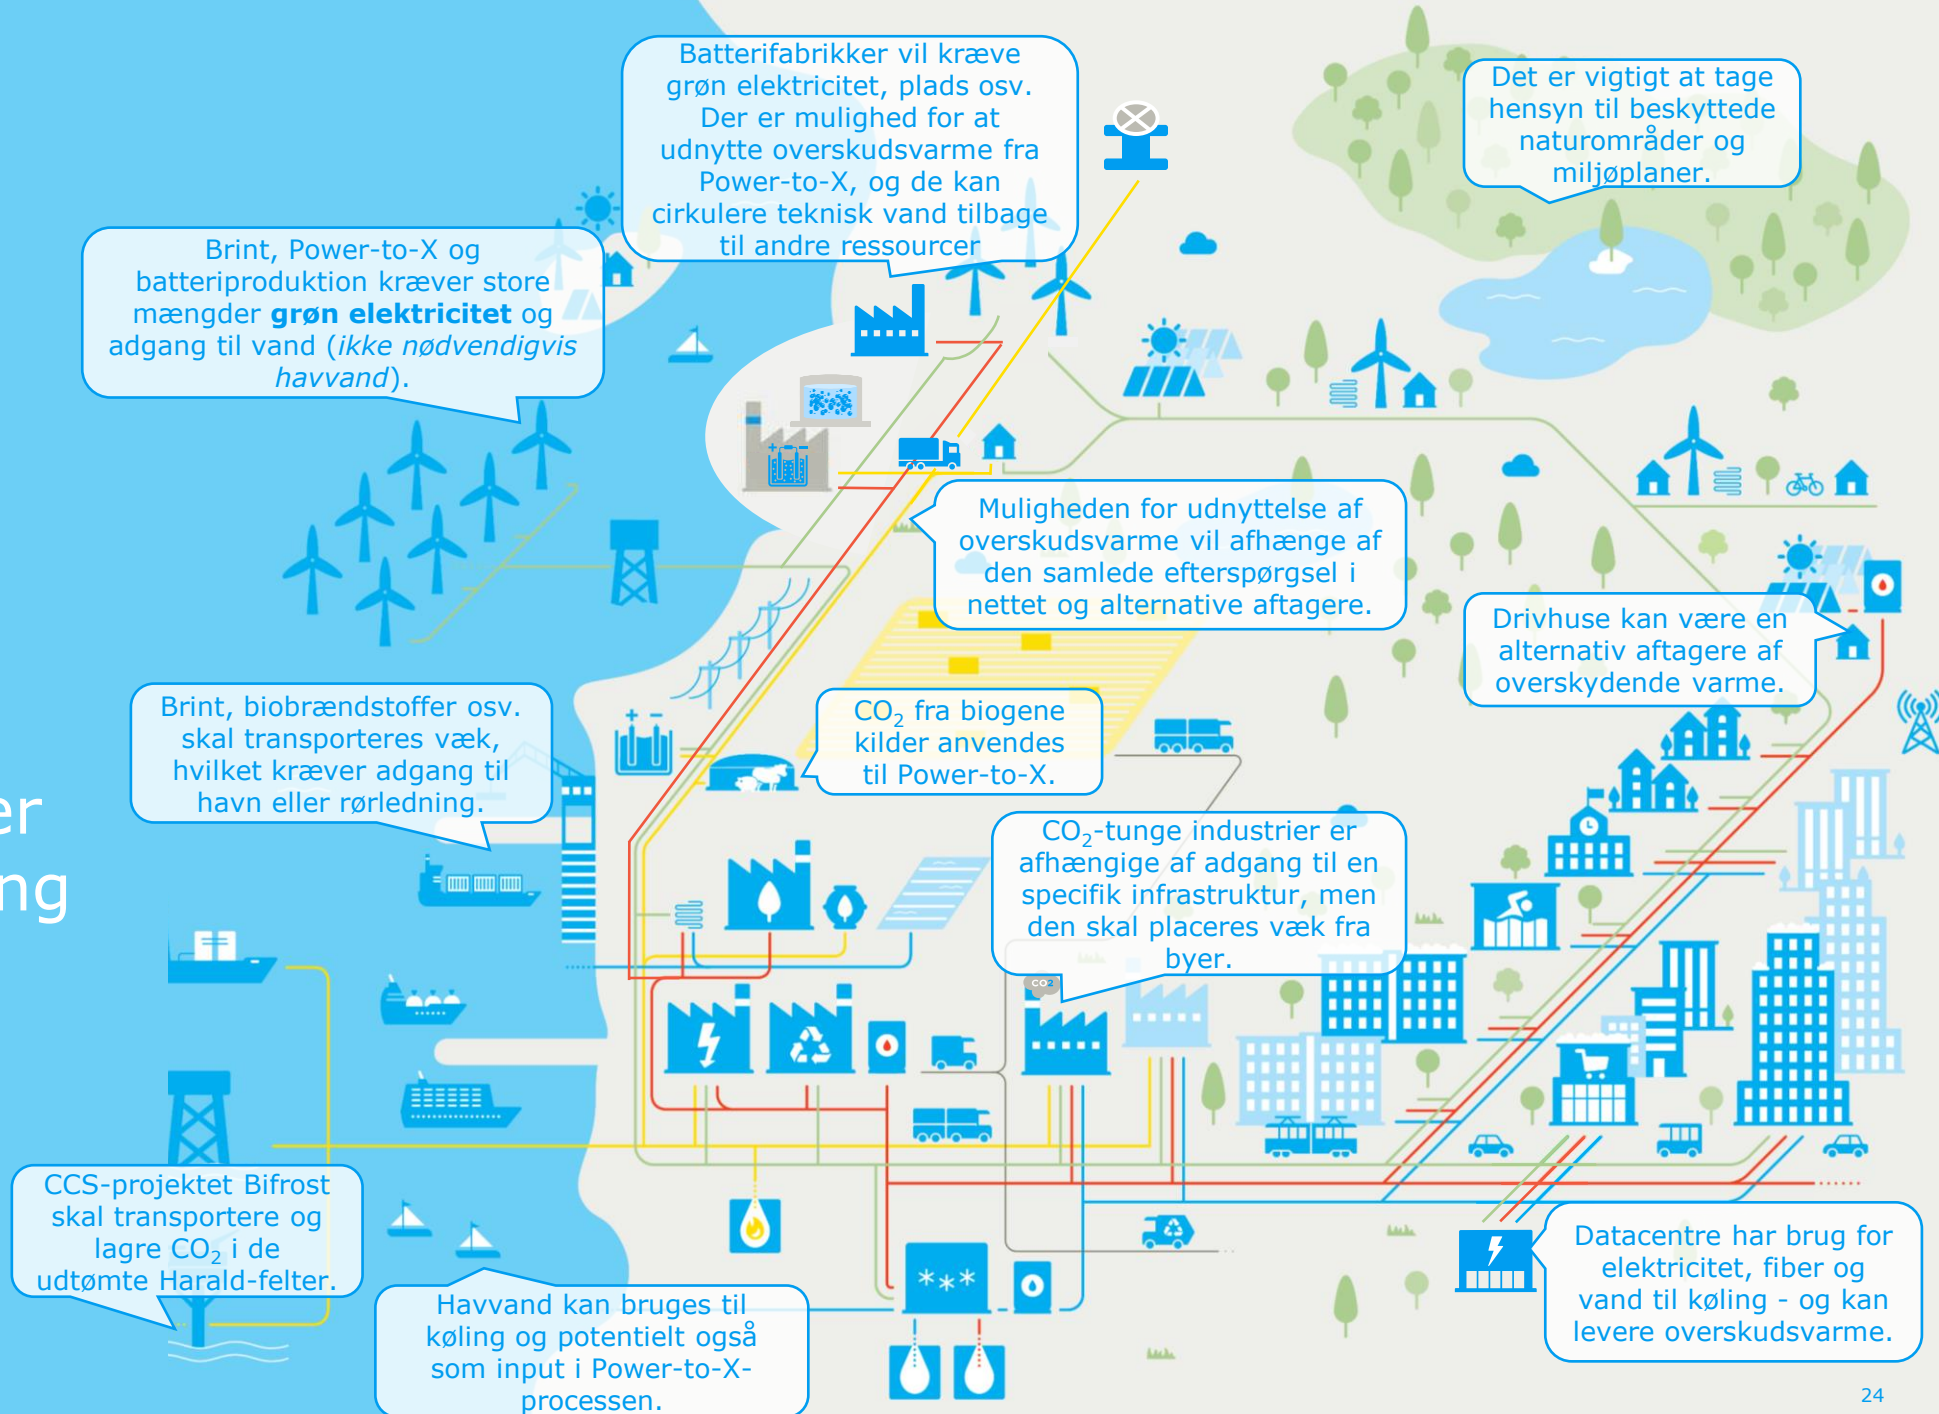 Batterifabrikker vil kræve
grøn elektricitet, plads osv.
Der er mulighed for at
udnytte overskudsvarme fra
Power-to-X, og de kan
cirkulere teknisk vand tilbage
til andre ressourcer
Det er vigtigt at tage
hensyn til beskyttede
naturområder og
miljøplaner.
Brint, Power-to-X og
batteriproduktion kræver store
mængder grøn elektricitet og
adgang til vand (ikke nødvendigvis
havvand).
Muligheden for udnyttelse af
overskudsvarme vil afhænge af
den samlede efterspørgsel i
nettet og alternative aftagere.
Drivhuse kan være en
alternativ aftagere af
overskydende varme.
Brint, biobrændstoffer osv.
skal transporteres væk,
hvilket kræver adgang til
havn eller rørledning.
CO₂ fra biogene
kilder anvendes
til Power-to-X.
er
ng
CO₂-tunge industrier er
afhængige af adgang til en
specifik infrastruktur, men
den skal placeres væk fra
byer.
CO2
CCS-projektet Bifrost
skal transportere og
lagre CO₂ i de
udtømte Harald-felter.
Havvand kan bruges til
køling og potentielt også
som input i Power-to-X-
processen.
Datacentre har brug for
elektricitet, fiber og
vand til køling - og kan
levere overskudsvarme.
24